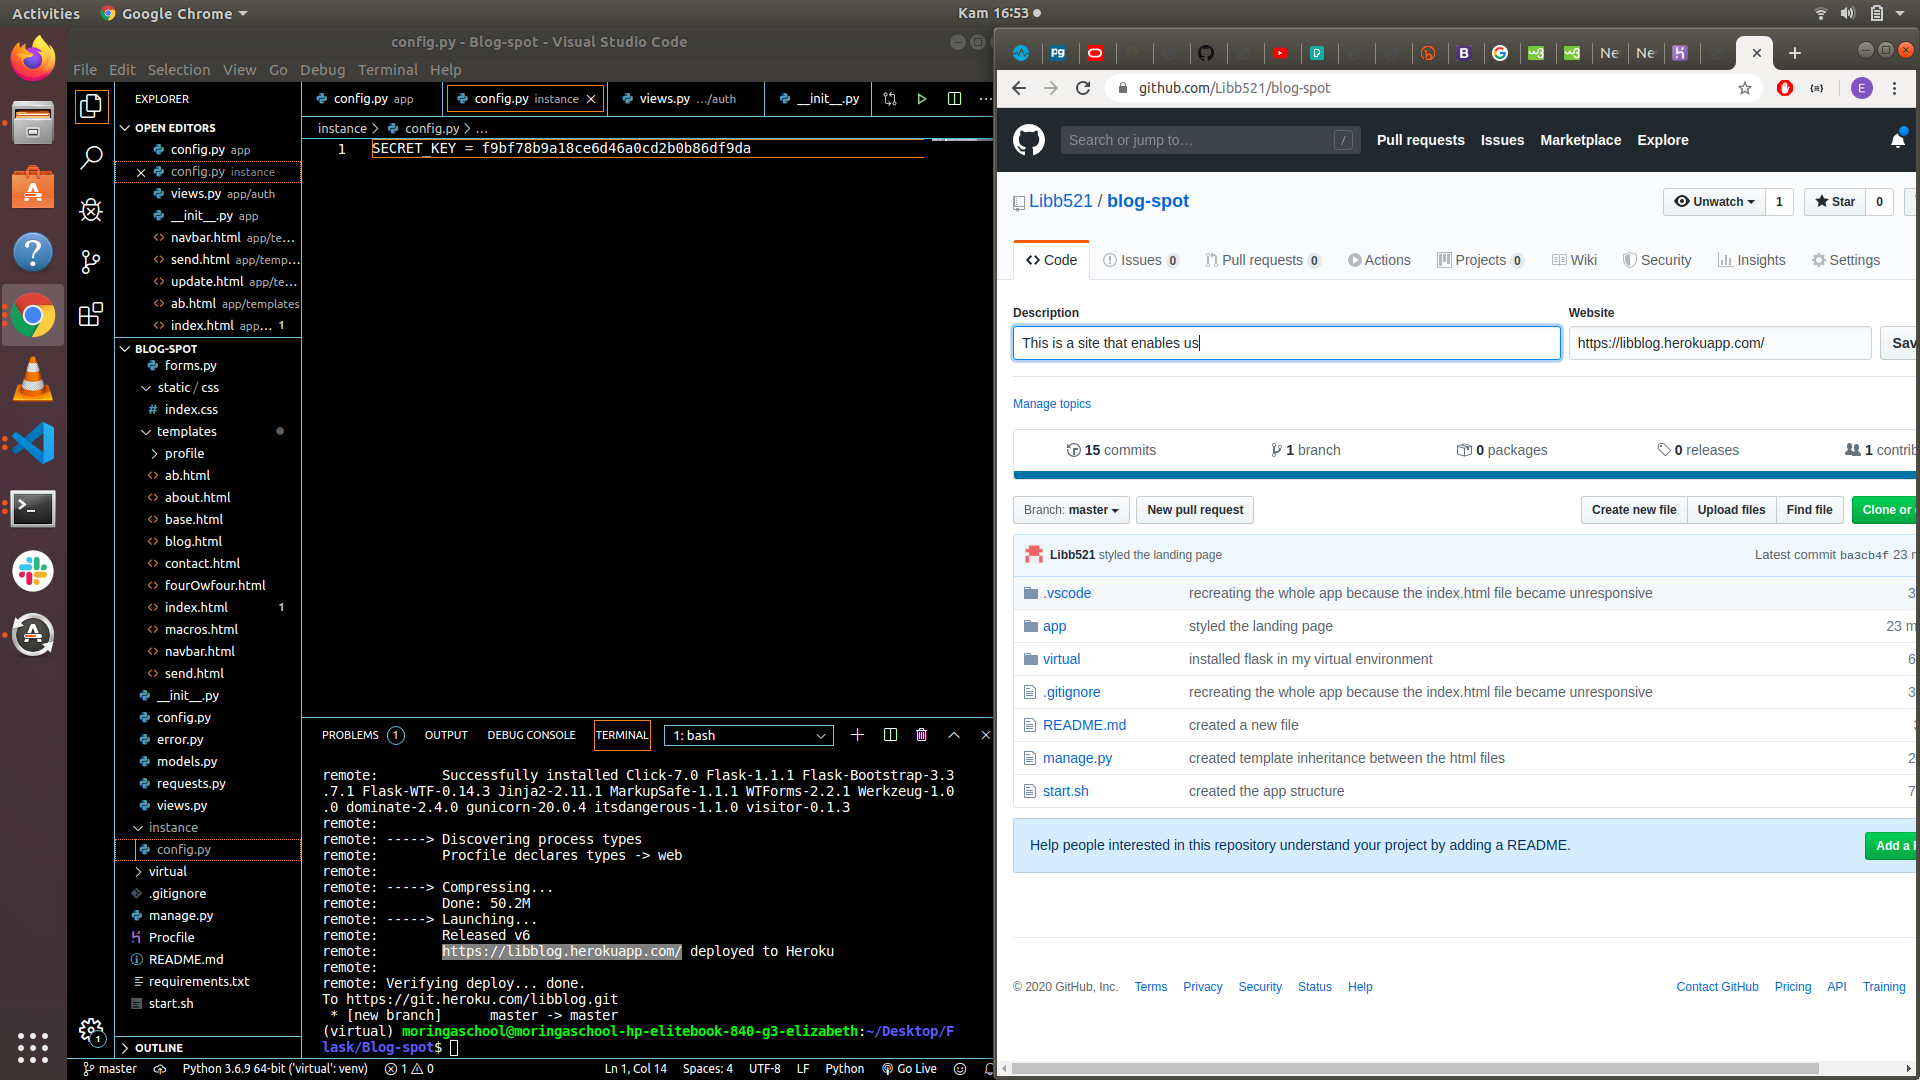 Activities
Google Chrome
Kam 16:53
config.py - Blog-spot - Visual Studio Code
File Edit Selection View Go Debug Terminal Help
EXPLORER
OPEN EDITORS
config.py app
config.py instance
views.py app/auth
__init__.py app
navbar.html app/te...
send.html app/temp...
update.html app/te...
ab.html app/templates
index.html app... 1
BLOG-SPOT
forms.py
static / css
# index.css
templates
profile
ab.html
about.html
base.html
blog.html
contact.html
fourOwfour.html
index.html 1
macros.html
navbar.html
send.html
__init__.py
config.py
error.py
models.py
requests.py
views.py
instance
config.py
virtual
.gitignore
manage.py
Procfile
README.md
requirements.txt
start.sh
OUTLINE
config.py app
config.py instance
views.py .../auth
__init__.py
instance > config.py > ...
1 SECRET_KEY = f9bf78b9a18ce6d46a0cd2b0b86df9da
PROBLEMS 1 OUTPUT DEBUG CONSOLE TERMINAL 1: bash
remote: Successfully installed Click-7.0 Flask-1.1.1 Flask-Bootstrap-3.3
.7.1 Flask-WTF-0.14.3 Jinja2-2.11.1 MarkupSafe-1.1.1 WTForms-2.2.1 Werkzeug-1.0
.0 dominate-2.4.0 gunicorn-20.0.4 itsdangerous-1.1.0 visitor-0.1.3
remote:
remote: -----> Discovering process types
remote: Procfile declares types -> web
remote:
remote: -----> Compressing...
remote: Done: 50.2M
remote: -----> Launching...
remote: Released v6
remote: https://libblog.herokuapp.com/ deployed to Heroku
remote:
remote: Verifying deploy... done.
To https://git.heroku.com/libblog.git
* [new branch] master -> master
(virtual) moringaschool@moringaschool-hp-elitebook-840-g3-elizabeth:~/Desktop/F
lask/Blog-spot$
master Python 3.6.9 64-bit ('virtual': venv) 1 0 Ln 1, Col 14 Spaces: 4 UTF-8 LF Python Go Live
pg Ne Ne
github.com/Libb521/blog-spot
E
Search or jump to... /
Pull requests Issues Marketplace Explore
Libb521 / blog-spot
Unwatch 1 Star 0
Code Issues 0 Pull requests 0 Actions Projects 0 Wiki Security Insights Settings
Description Website
This is a site that enables us https://libblog.herokuapp.com/ Sav
Manage topics
15 commits 1 branch 0 packages 0 releases 1 contrib
Branch: master New pull request Create new file Upload files Find file Clone or
Libb521 styled the landing page Latest commit ba3cb4f 23
.vscode recreating the whole app because the index.html file became unresponsive 3
app styled the landing page 23 m
virtual installed flask in my virtual environment 6
.gitignore recreating the whole app because the index.html file became unresponsive 3
README.md created a new file
manage.py created template inheritance between the html files 2
start.sh created the app structure 7
Help people interested in this repository understand your project by adding a README. Add a
© 2020 GitHub, Inc. Terms Privacy Security Status Help Contact GitHub Pricing API Training